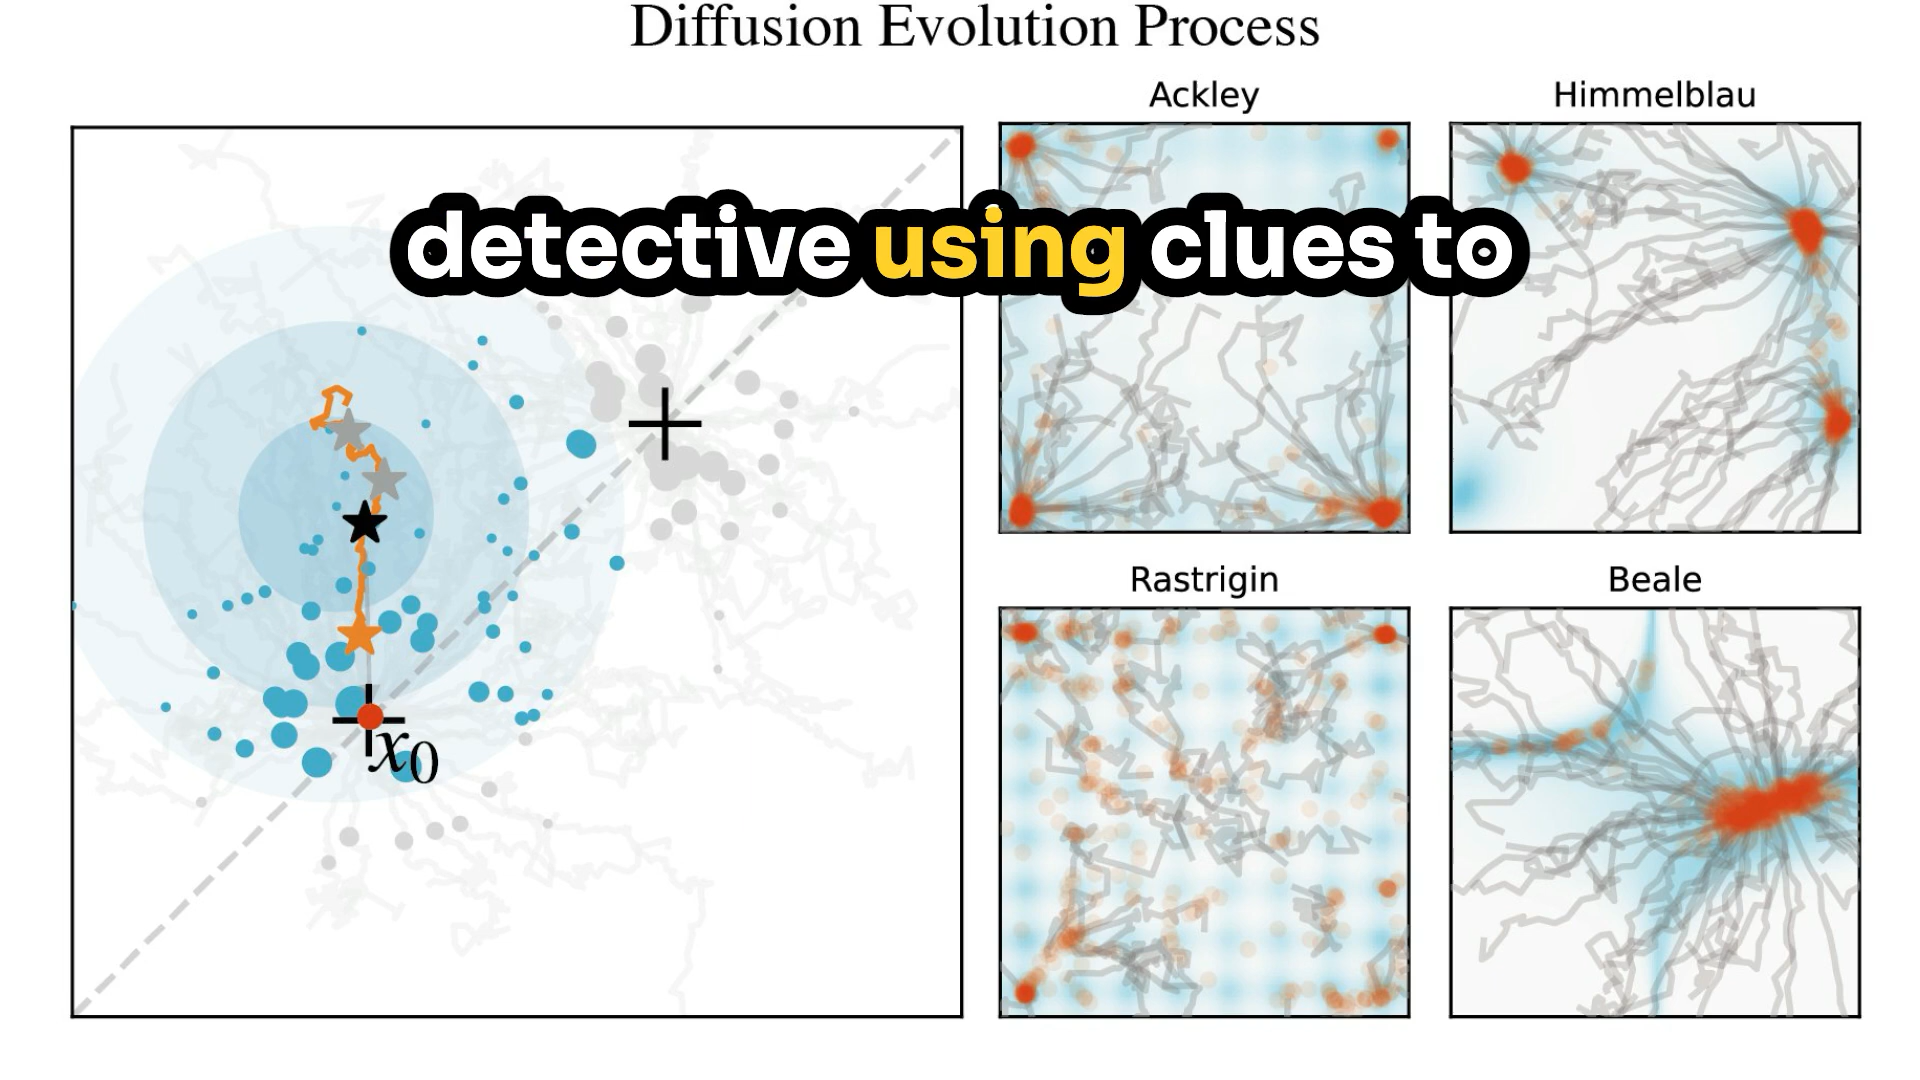 Diffusion Evolution Process
Ackley
Himmelblau
detective using clues to
Rastrigin
Beale
x0